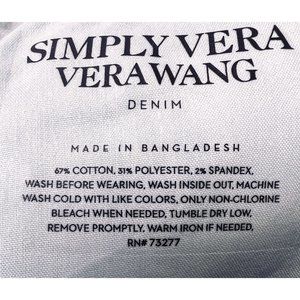 SIMPLY VERA
VERA WANG
DENIM
MADE IN BANGLADESH
67% COTTON, 31% POLYESTER, 2% SPANDEX,
WASH BEFORE WEARING, WASH INSIDE OUT, MACHINE
WASH COLD WITH LIKE COLORS, ONLY NON-CHLORINE
BLEACH WHEN NEEDED, TUMBLE DRY LOW,
REMOVE PROMPTLY. WARM IRON IF NEEDED,
RN# 73277